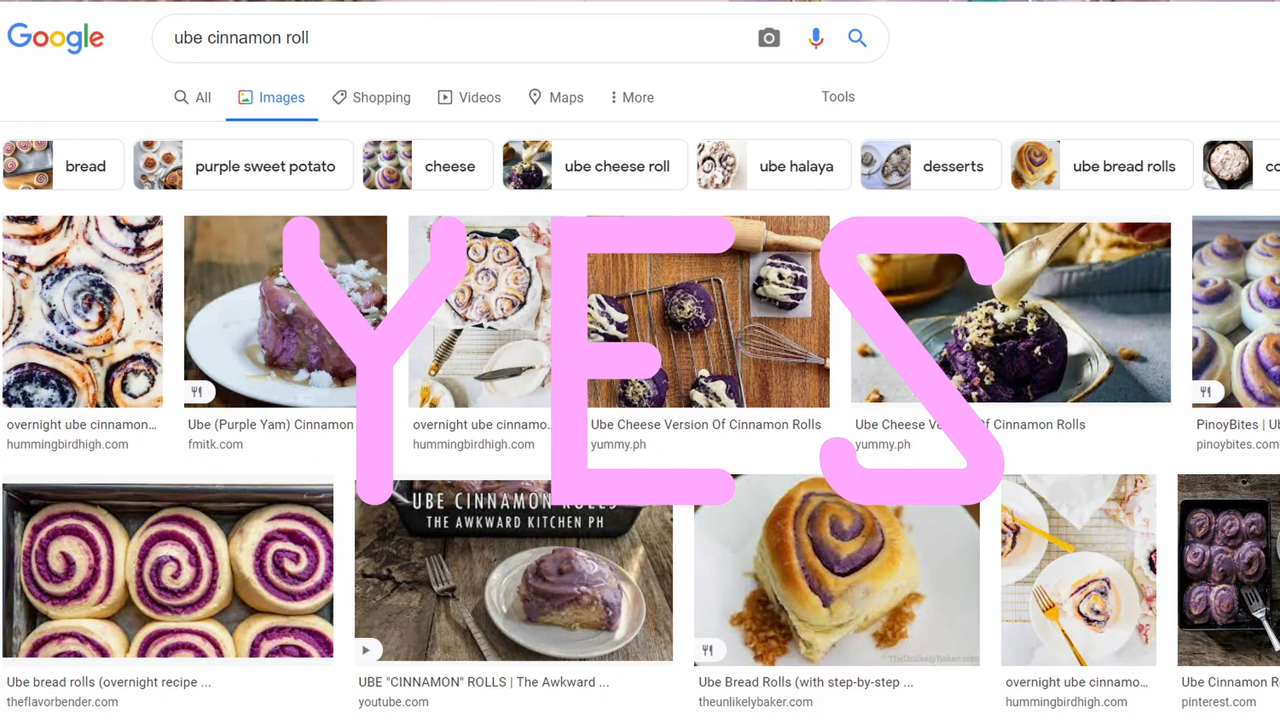 Google
ube cinnamon roll
All Images Shopping Videos Maps More Tools
bread purple sweet potato cheese ube cheese roll ube halaya desserts ube bread rolls co
YES
overnight ube cinnamon... Ube (Purple Yam) Cinnamon overnight ube cinnamo. Ube Cheese Version Of Cinnamon Rolls Ube Cheese Of Cinnamon Rolls PinoyBites | Ub
hummingbirdhigh.com fmitk.com hummingbirdhigh.com yummy.ph yummy.ph pinoybites.com
UBE CINNAMON ROLLS
THE AWKWARD KITCHEN PH
©TheUnlikelyBaker.com
Ube bread rolls (overnight recipe ... UBE "CINNAMON" ROLLS | The Awkward ... Ube Bread Rolls (with step-by-step ... overnight ube cinnamo... Ube Cinnamon R
theflavorbender.com youtube.com theunlikelybaker.com hummingbirdhigh.com pinterest.com